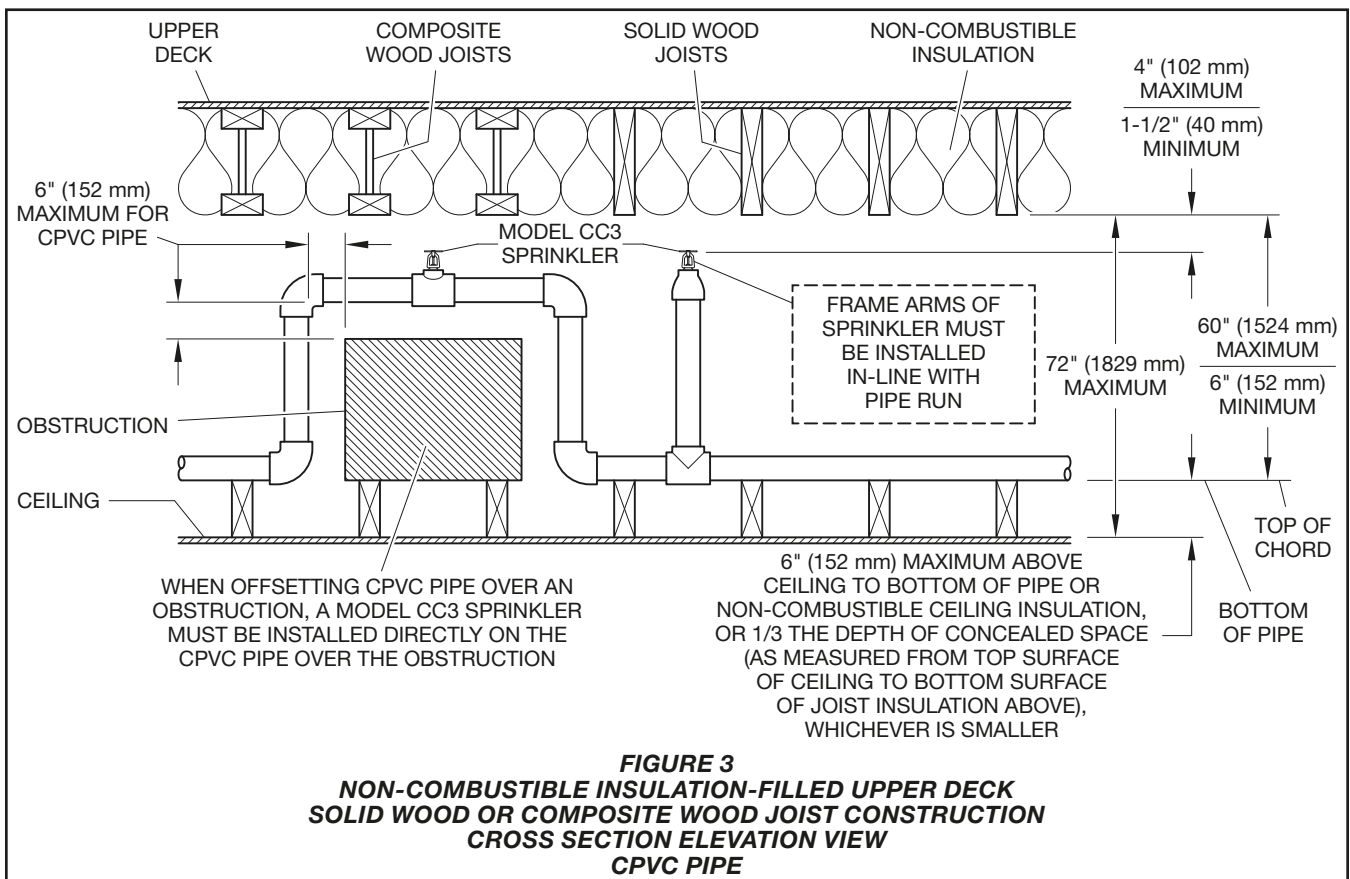 UPPER
DECK
COMPOSITE
WOOD JOISTS
SOLID WOOD
JOISTS
NON-COMBUSTIBLE
INSULATION
4" (102 mm)
MAXIMUM
1-1/2" (40 mm)
MINIMUM
6" (152 mm)
MAXIMUM FOR
CPVC PIPE
MODEL CC3
SPRINKLER
FRAME ARMS OF
SPRINKLER MUST
BE INSTALLED
IN-LINE WITH
PIPE RUN
72" (1829 mm)
MAXIMUM
60" (1524 mm)
MAXIMUM
6" (152 mm)
MINIMUM
OBSTRUCTION
CEILING
TOP OF
CHORD
BOTTOM
OF PIPE
WHEN OFFSETTING CPVC PIPE OVER AN
OBSTRUCTION, A MODEL CC3 SPRINKLER
MUST BE INSTALLED DIRECTLY ON THE
CPVC PIPE OVER THE OBSTRUCTION
6" (152 mm) MAXIMUM ABOVE
CEILING TO BOTTOM OF PIPE OR
NON-COMBUSTIBLE CEILING INSULATION,
OR 1/3 THE DEPTH OF CONCEALED SPACE
(AS MEASURED FROM TOP SURFACE
OF CEILING TO BOTTOM SURFACE
OF JOIST INSULATION ABOVE),
WHICHEVER IS SMALLER
FIGURE 3
NON-COMBUSTIBLE INSULATION-FILLED UPPER DECK
SOLID WOOD OR COMPOSITE WOOD JOIST CONSTRUCTION
CROSS SECTION ELEVATION VIEW
CPVC PIPE